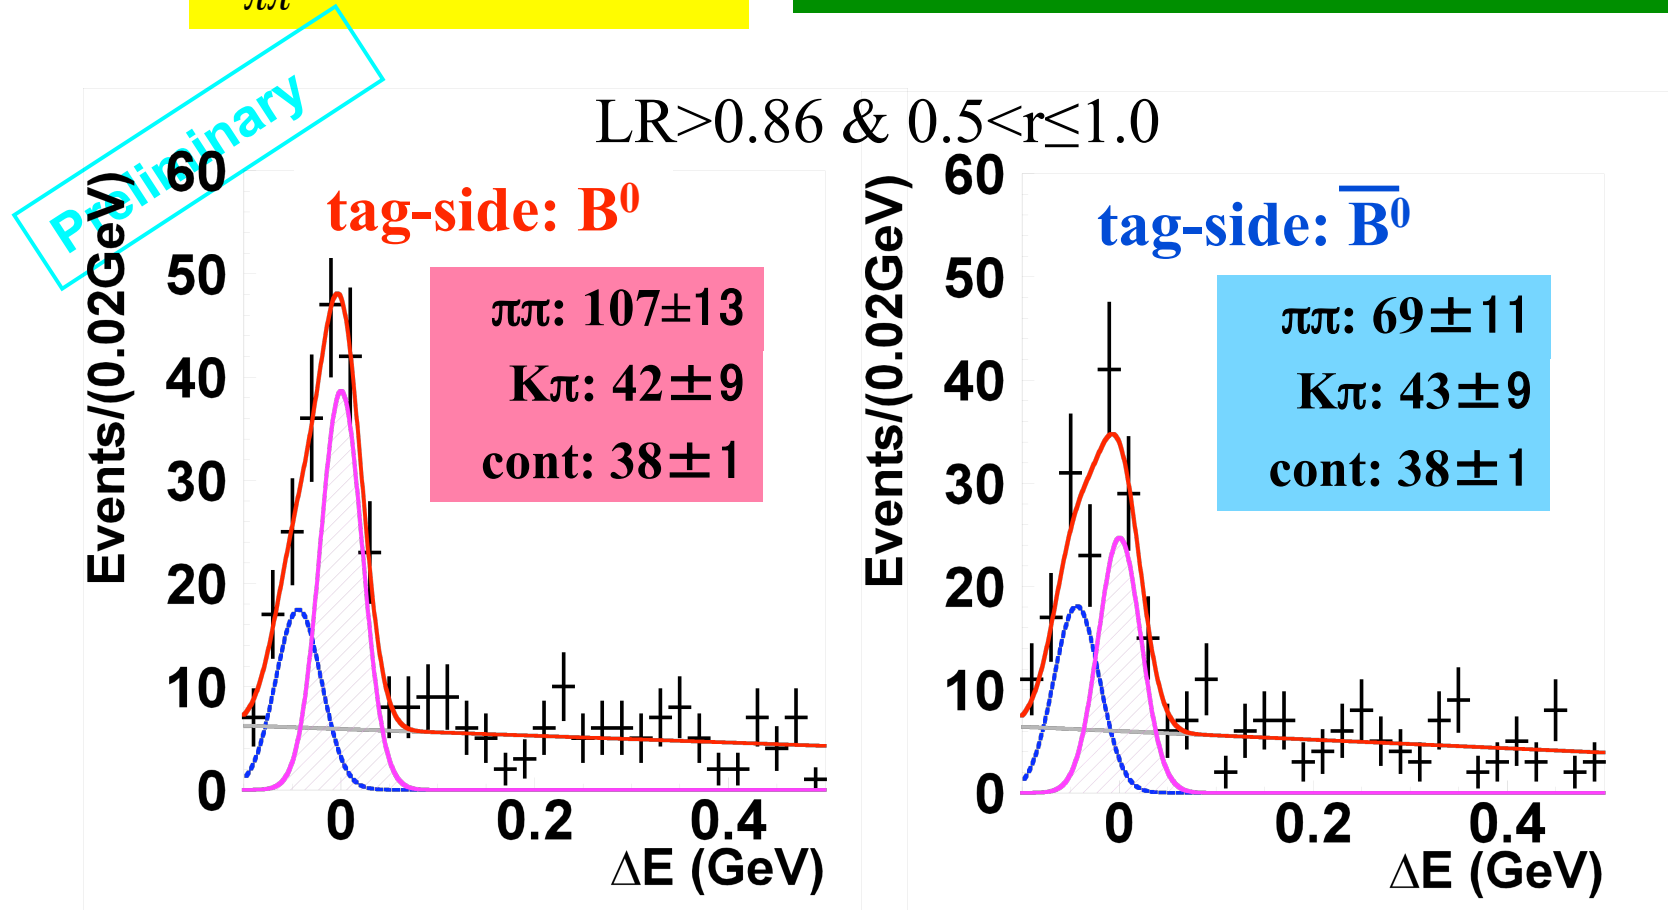 ππ
Preliminary
LR>0.86 & 0.5<r≤1.0
tag-side: B⁰
ππ: 107±13
Kπ: 42±9
cont: 38±1
Events/(0.02GeV)
60
50
40
30
20
10
0
0 0.2 0.4
ΔE (GeV)
tag-side: B̅⁰
ππ: 69±11
Kπ: 43±9
cont: 38±1
Events/(0.02GeV)
60
50
40
30
20
10
0
0 0.2 0.4
ΔE (GeV)